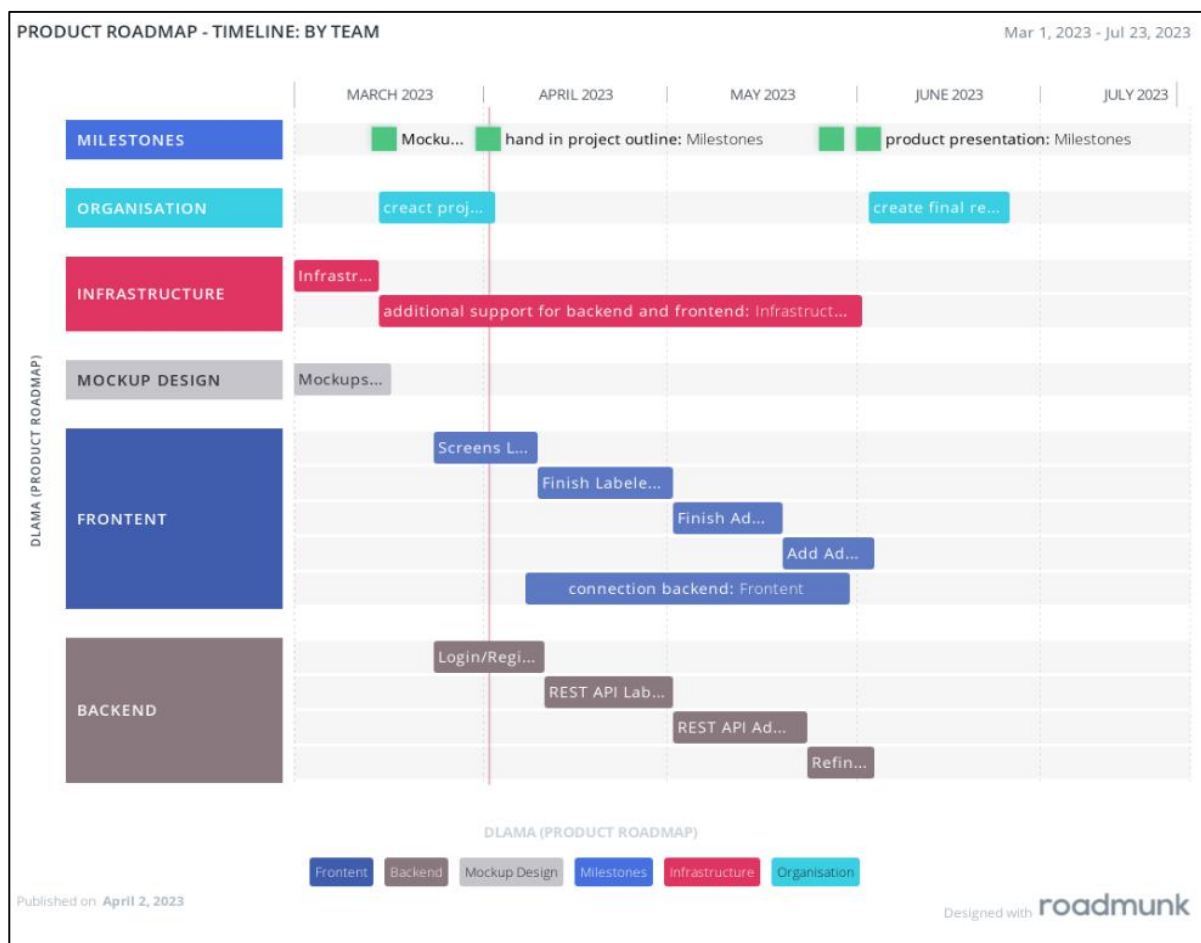 PRODUCT ROADMAP - TIMELINE: BY TEAM
Mar 1, 2023 - Jul 23, 2023
MARCH 2023 APRIL 2023 MAY 2023 JUNE 2023 JULY 2023
MILESTONES
Mocku... hand in project outline: Milestones product presentation: Milestones
ORGANISATION
creact proj... create final re...
INFRASTRUCTURE
Infrastr...
additional support for backend and frontend: Infrastruct...
MOCKUP DESIGN
Mockups...
DLAMA (PRODUCT ROADMAP)
FRONTENT
Screens L...
Finish Labele...
Finish Ad...
Add Ad...
connection backend: Frontent
BACKEND
Login/Regi...
REST API Lab...
REST API Ad...
Refin...
DLAMA (PRODUCT ROADMAP)
Frontent Backend Mockup Design Milestones Infrastructure Organisation
Published on April 2, 2023
Designed with roadmunk